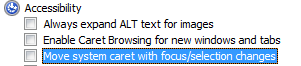 Accessibility
Always expand ALT text for images
Enable Caret Browsing for new windows and tabs
Move system caret with focus/selection changes